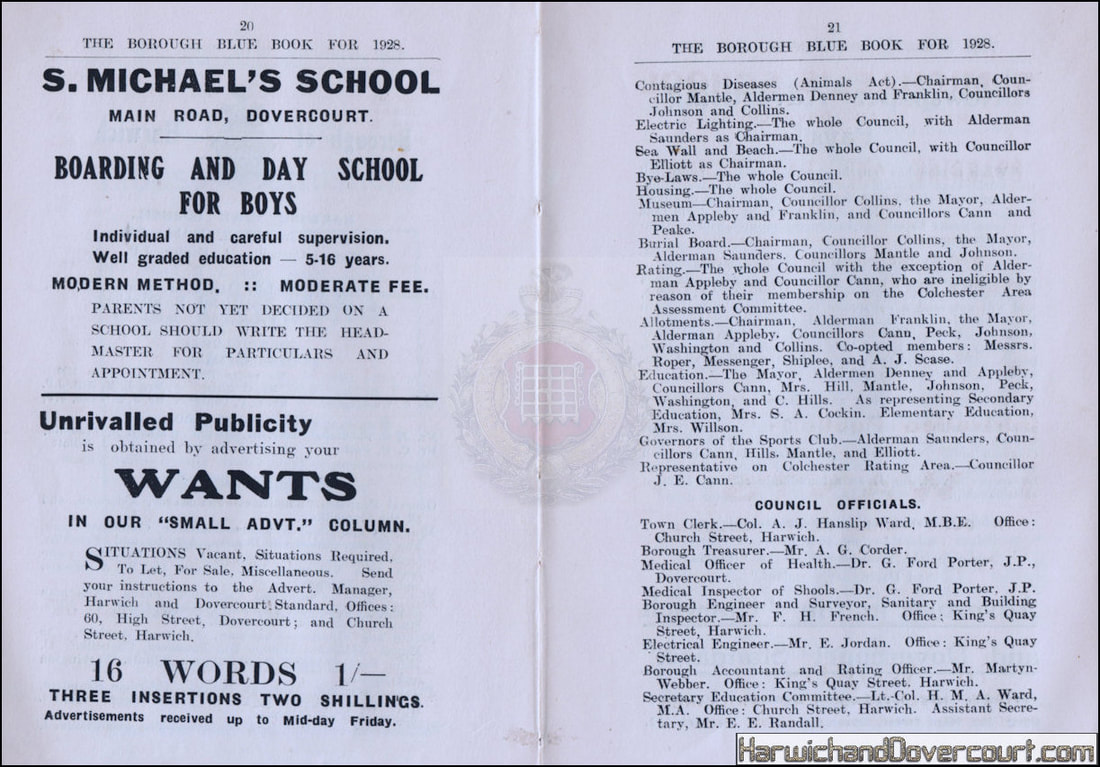 20
THE BOROUGH BLUE BOOK FOR 1928.
S. MICHAEL'S SCHOOL
MAIN ROAD, DOVERCOURT.
BOARDING AND DAY SCHOOL
FOR BOYS
Individual and careful supervision.
Well graded education — 5-16 years.
MODERN METHOD. :: MODERATE FEE.
PARENTS NOT YET DECIDED ON A
SCHOOL SHOULD WRITE THE HEAD-
MASTER FOR PARTICULARS AND
APPOINTMENT.
Unrivalled Publicity
is obtained by advertising your
WANTS
IN OUR "SMALL ADVT." COLUMN.
SITUATIONS Vacant, Situations Required,
To Let, For Sale, Miscellaneous. Send
your instructions to the Advert. Manager,
Harwich and Dovercourt Standard, Offices:
60, High Street, Dovercourt; and Church
Street, Harwich.
16 WORDS 1/—
THREE INSERTIONS TWO SHILLINGS.
Advertisements received up to Mid-day Friday.
21
THE BOROUGH BLUE BOOK FOR 1928.
Contagious Diseases (Animals Act).—Chairman, Coun-
cillor Mantle, Aldermen Denney and Franklin, Councillors
Johnson and Collins.
Electric Lighting.—The whole Council, with Alderman
Saunders as Chairman.
Sea Wall and Beach.—The whole Council, with Councillor
Elliott as Chairman.
Bye-Laws.—The whole Council.
Housing.—The whole Council.
Museum—Chairman, Councillor Collins, the Mayor, Alder-
men Appleby and Franklin, and Councillors Cann and
Peake.
Burial Board.—Chairman, Councillor Collins, the Mayor,
Alderman Saunders, Councillors Mantle and Johnson.
Rating.—The whole Council with the exception of Alder-
man Appleby and Councillor Cann, who are ineligible by
reason of their membership on the Colchester Area
Assessment Committee.
Allotments.—Chairman, Alderman Franklin, the Mayor,
Alderman Appleby, Councillors Cann, Peck, Johnson,
Washington and Collins. Co-opted members: Messrs.
Roper, Messenger, Shiplee, and A. J. Scase.
Education.—The Mayor, Aldermen Denney and Appleby,
Councillors Cann, Mrs. Hill, Mantle, Johnson, Peck,
Washington, and C. Hills. As representing Secondary
Education, Mrs. S. A. Cockin. Elementary Education,
Mrs. Willson.
Governors of the Sports Club.—Alderman Saunders, Coun-
cillors Cann, Hills, Mantle, and Elliott.
Representative on Colchester Rating Area.—Councillor
J. E. Cann.
COUNCIL OFFICIALS.
Town Clerk.—Col. A. J. Hanslip Ward, M.B.E. Office:
Church Street, Harwich.
Borough Treasurer.—Mr. A. G. Corder.
Medical Officer of Health.—Dr. G. Ford Porter, J.P.,
Dovercourt.
Medical Inspector of Shools.—Dr. G. Ford Porter, J.P.
Borough Engineer and Surveyor, Sanitary and Building
Inspector.—Mr. F. H. French. Office: King's Quay
Street, Harwich.
Electrical Engineer.—Mr. E. Jordan. Office: King's Quay
Street.
Borough Accountant and Rating Officer.—Mr. Martyn-
Webber. Office: King's Quay Street. Harwich.
Secretary Education Committee.—Lt.-Col. H. M. A. Ward,
M.A. Office: Church Street, Harwich. Assistant Secre-
tary, Mr. E. E. Randall.
HarwichandDovercourt.com